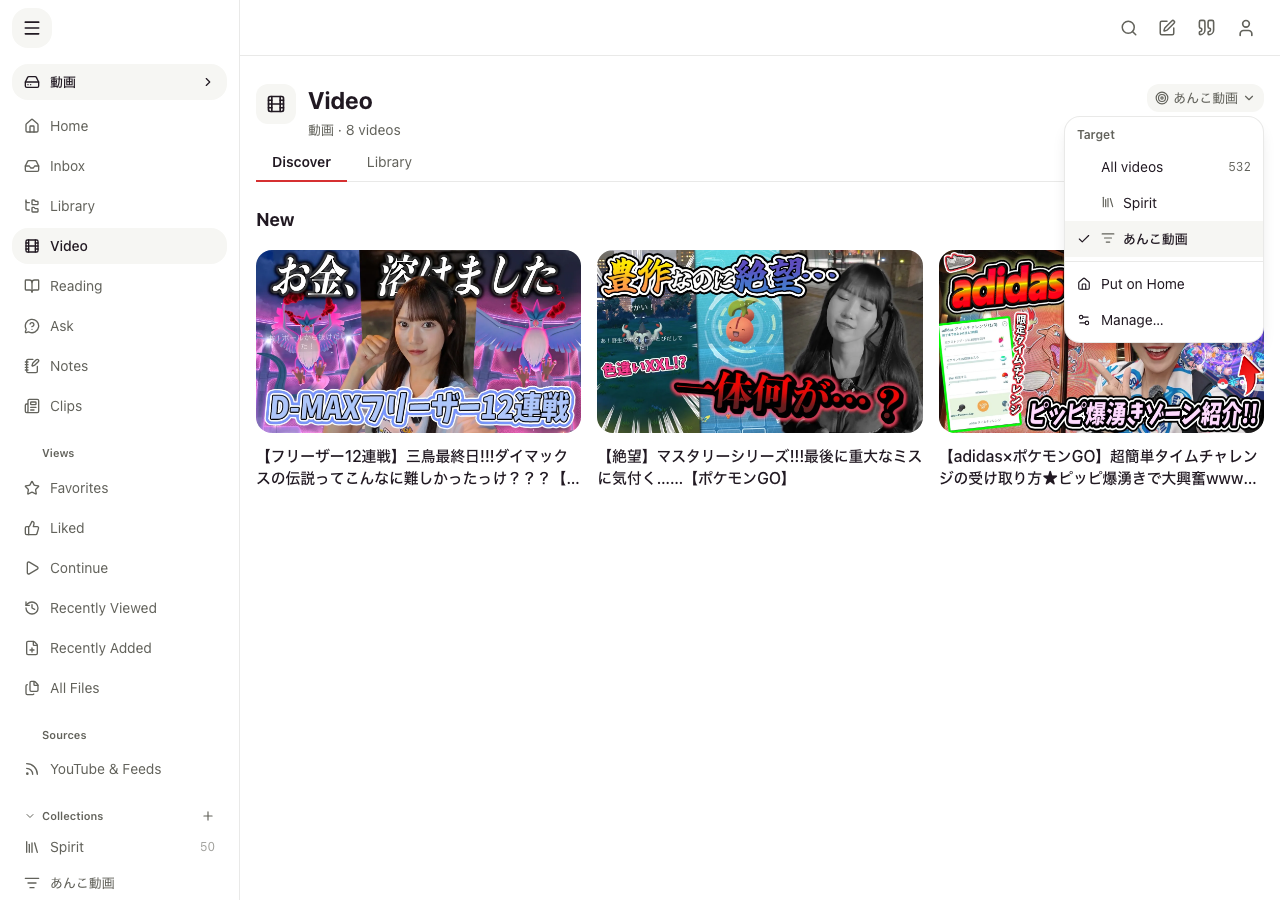 動画
Home
Inbox
Library
Video
Reading
Ask
Notes
Clips
Views
Favorites
Liked
Continue
Recently Viewed
Recently Added
All Files
Sources
YouTube & Feeds
Collections
Spirit 50
あんこ動画
Video
動画 · 8 videos
あんこ動画
Target
All videos 532
Spirit
あんこ動画
Put on Home
Manage...
Discover
Library
New
お金、溶けました
D-MAXフリーザー12連戦
【フリーザー12連戦】三鳥最終日!!!ダイマック
スの伝説ってこんなに難しかったっけ？？？【...
豊作なのに絶望…
色違いXXL!?
一体何が…？
【絶望】マスタリーシリーズ!!!最後に重大なミス
に気付く......【ポケモンGO】
adidas
限定タイムチャレンジ
ピッピ爆湧きゾーン紹介!!
【adidas×ポケモンGO】超簡単タイムチャレン
ジの受け取り方★ピッピ爆湧きで大興奮www...